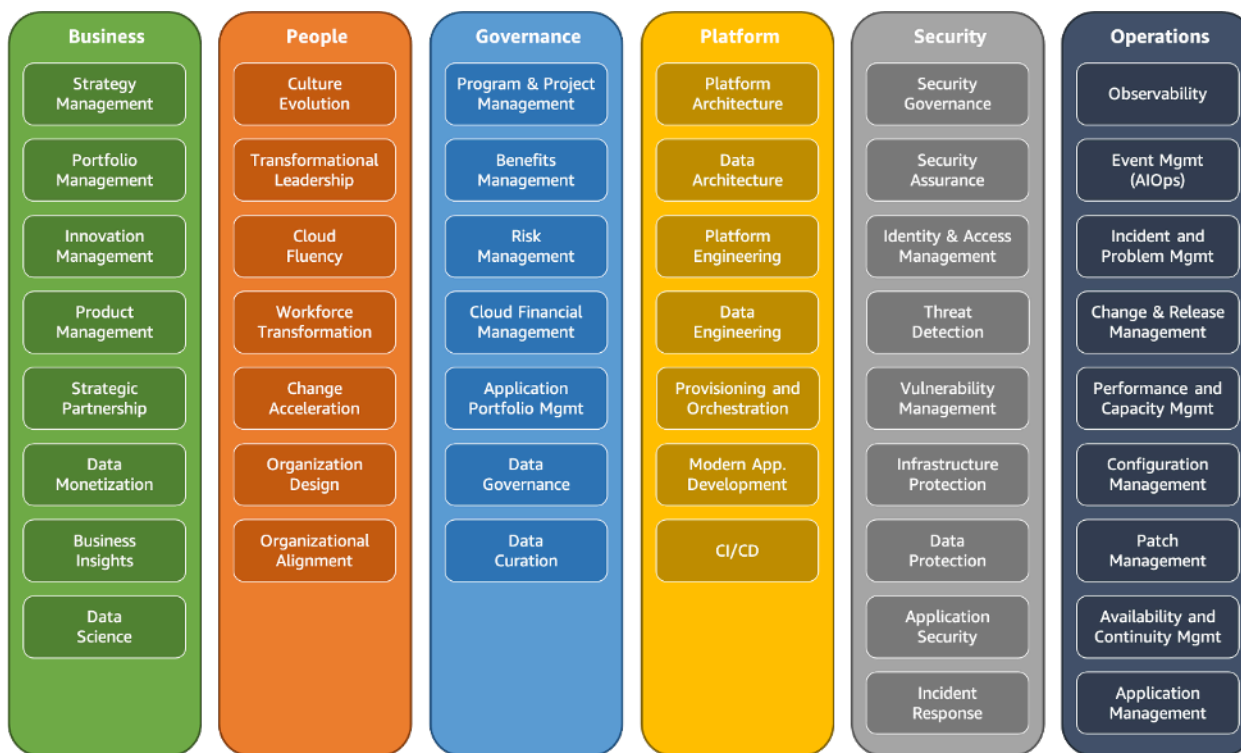 Business
Strategy
Management
Portfolio
Management
Innovation
Management
Product
Management
Strategic
Partnership
Data
Monetization
Business
Insights
Data
Science
People
Culture
Evolution
Transformational
Leadership
Cloud
Fluency
Workforce
Transformation
Change
Acceleration
Organization
Design
Organizational
Alignment
Governance
Program & Project
Management
Benefits
Management
Risk
Management
Cloud Financial
Management
Application
Portfolio Mgmt
Data
Governance
Data
Curation
Platform
Platform
Architecture
Data
Architecture
Platform
Engineering
Data
Engineering
Provisioning and
Orchestration
Modern App.
Development
CI/CD
Security
Security
Governance
Security
Assurance
Identity & Access
Management
Threat
Detection
Vulnerability
Management
Infrastructure
Protection
Data
Protection
Application
Security
Incident
Response
Operations
Observability
Event Mgmt
(AIOps)
Incident and
Problem Mgmt
Change & Release
Management
Performance and
Capacity Mgmt
Configuration
Management
Patch
Management
Availability and
Continuity Mgmt
Application
Management